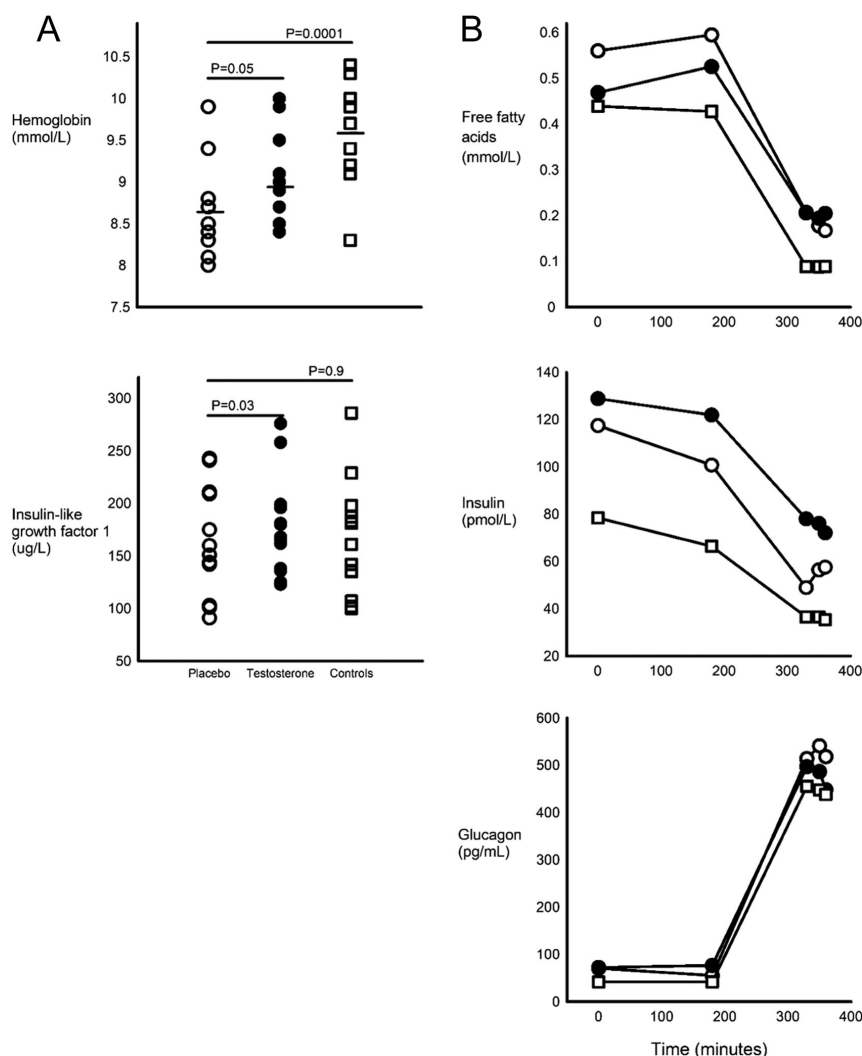 A
10.5
10
9.5
9
8.5
8
7.5
Hemoglobin
(mmol/L)
P=0.0001
P=0.05
300
250
200
150
100
50
Insulin-like
growth factor 1
(ug/L)
P=0.9
P=0.03
Placebo Testosterone Controls
B
0.6
0.5
0.4
0.3
0.2
0.1
0
Free fatty
acids
(mmol/L)
0 100 200 300 400
140
120
100
80
60
40
20
Insulin
(pmol/L)
0 100 200 300 400
600
500
400
300
200
100
0
Glucagon
(pg/mL)
0 100 200 300 400
Time (minutes)